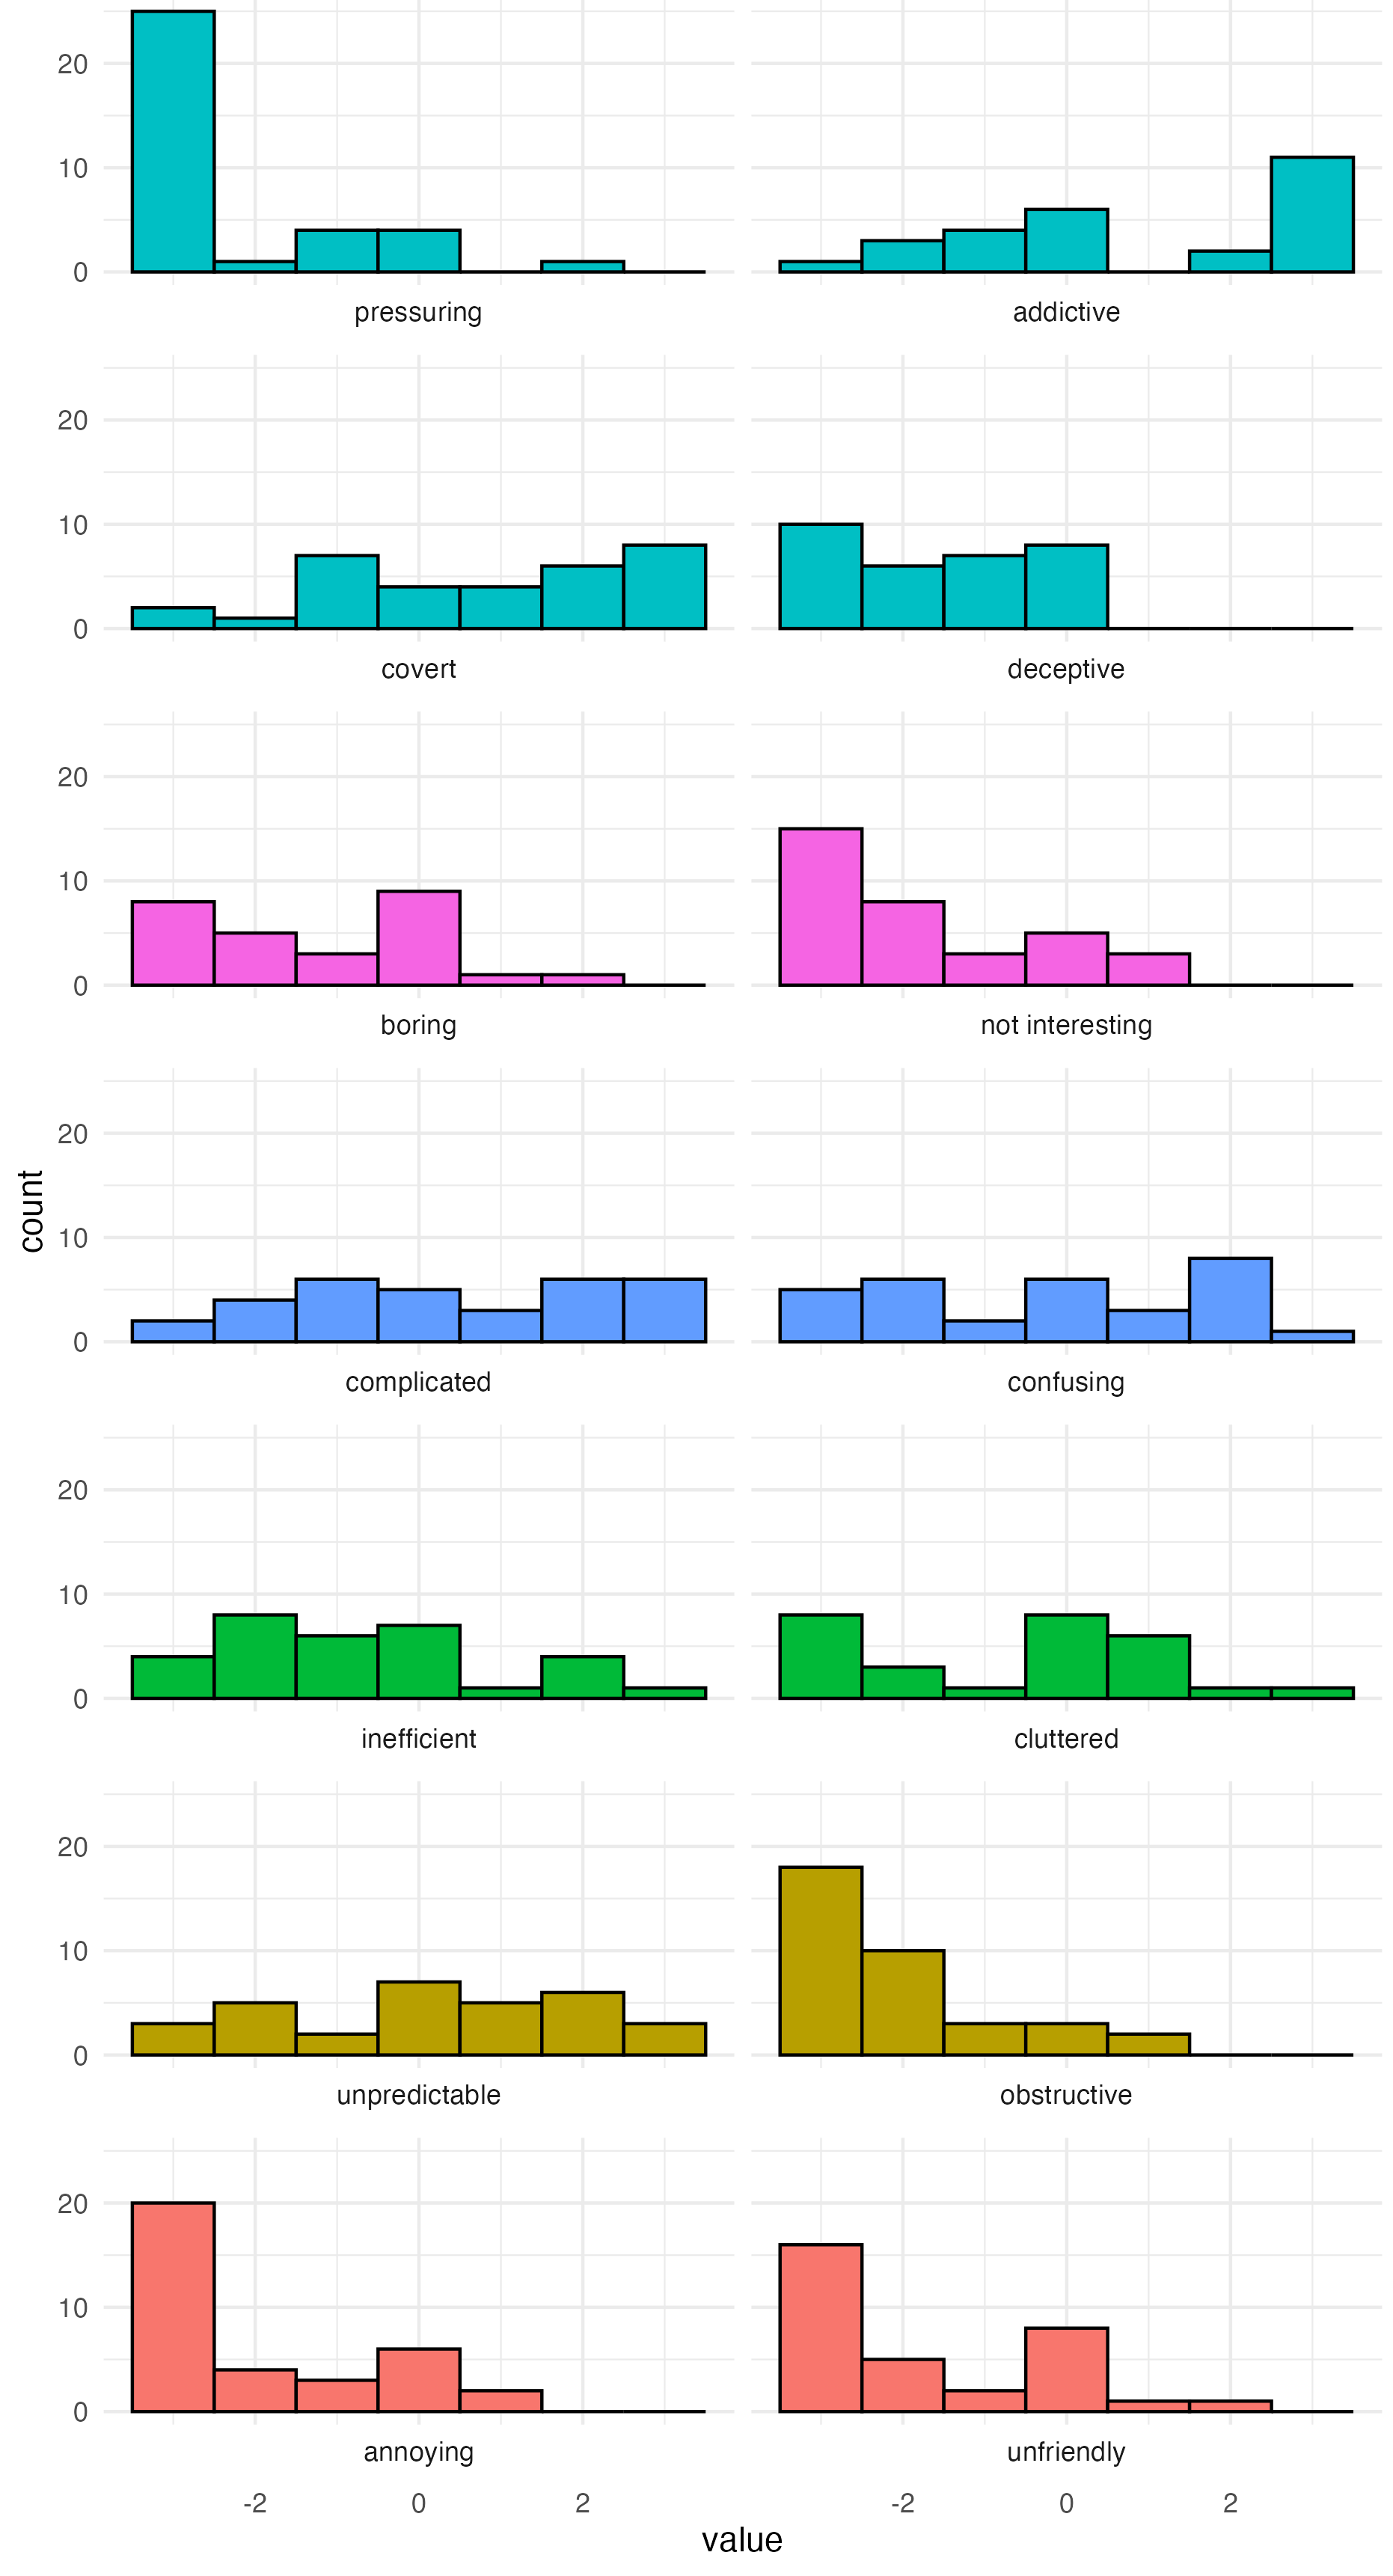 20
10
0
pressuring
addictive
20
10
0
covert
deceptive
20
10
0
boring
not interesting
20
10
0
complicated
confusing
count
20
10
0
inefficient
cluttered
20
10
0
unpredictable
obstructive
20
10
0
annoying
unfriendly
-2 0 2
-2 0 2
value